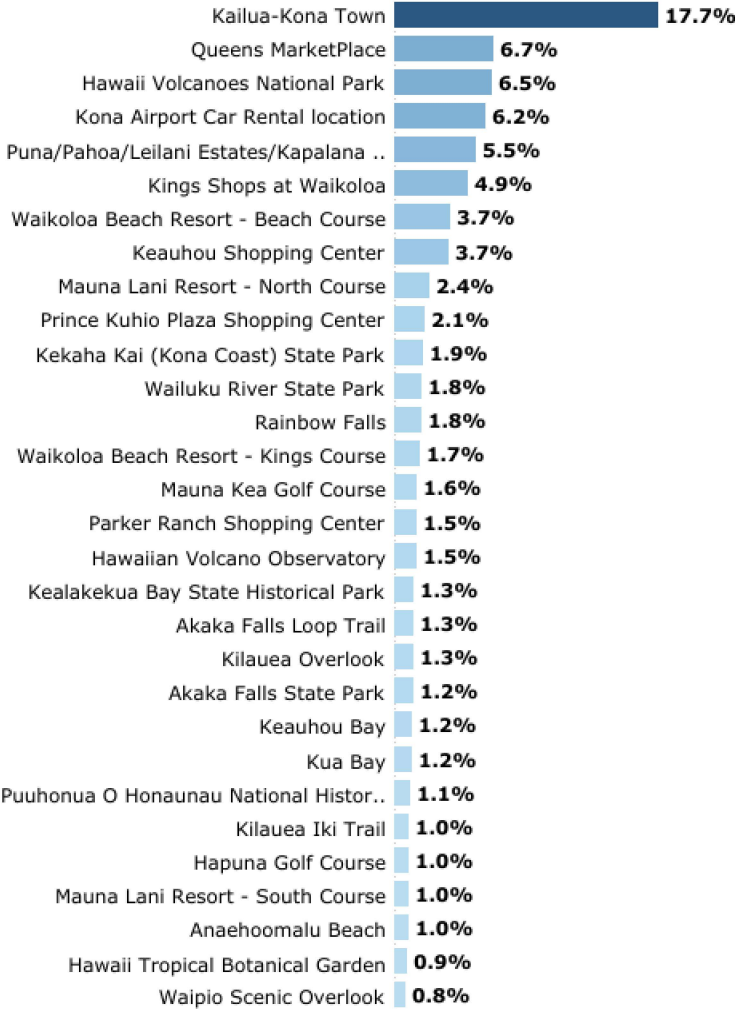 Kailua-Kona Town 17.7%
Queens MarketPlace 6.7%
Hawaii Volcanoes National Park 6.5%
Kona Airport Car Rental location 6.2%
Puna/Pahoa/Leilani Estates/Kapalana .. 5.5%
Kings Shops at Waikoloa 4.9%
Waikoloa Beach Resort - Beach Course 3.7%
Keauhou Shopping Center 3.7%
Mauna Lani Resort - North Course 2.4%
Prince Kuhio Plaza Shopping Center 2.1%
Kekaha Kai (Kona Coast) State Park 1.9%
Wailuku River State Park 1.8%
Rainbow Falls 1.8%
Waikoloa Beach Resort - Kings Course 1.7%
Mauna Kea Golf Course 1.6%
Parker Ranch Shopping Center 1.5%
Hawaiian Volcano Observatory 1.5%
Kealakekua Bay State Historical Park 1.3%
Akaka Falls Loop Trail 1.3%
Kilauea Overlook 1.3%
Akaka Falls State Park 1.2%
Keauhou Bay 1.2%
Kua Bay 1.2%
Puuhonua O Honaunau National Histor.. 1.1%
Kilauea Iki Trail 1.0%
Hapuna Golf Course 1.0%
Mauna Lani Resort - South Course 1.0%
Anaehoomalu Beach 1.0%
Hawaii Tropical Botanical Garden 0.9%
Waipio Scenic Overlook 0.8%